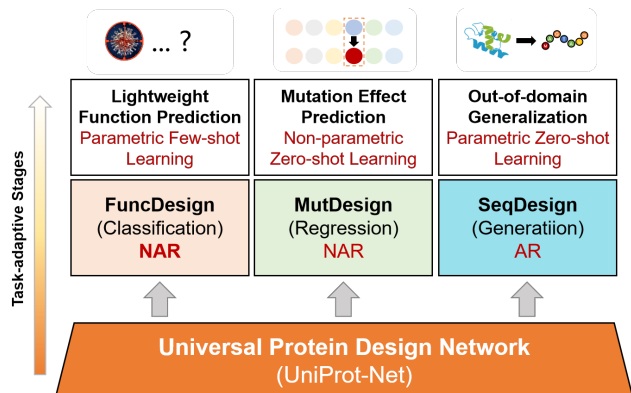 ... ?
Lightweight
Function Prediction
Parametric Few-shot
Learning
Mutation Effect
Prediction
Non-parametric
Zero-shot Learning
Out-of-domain
Generalization
Parametric Zero-shot
Learning
Task-adaptive Stages
FuncDesign
(Classification)
NAR
MutDesign
(Regression)
NAR
SeqDesign
(Generatiion)
AR
Universal Protein Design Network
(UniProt-Net)